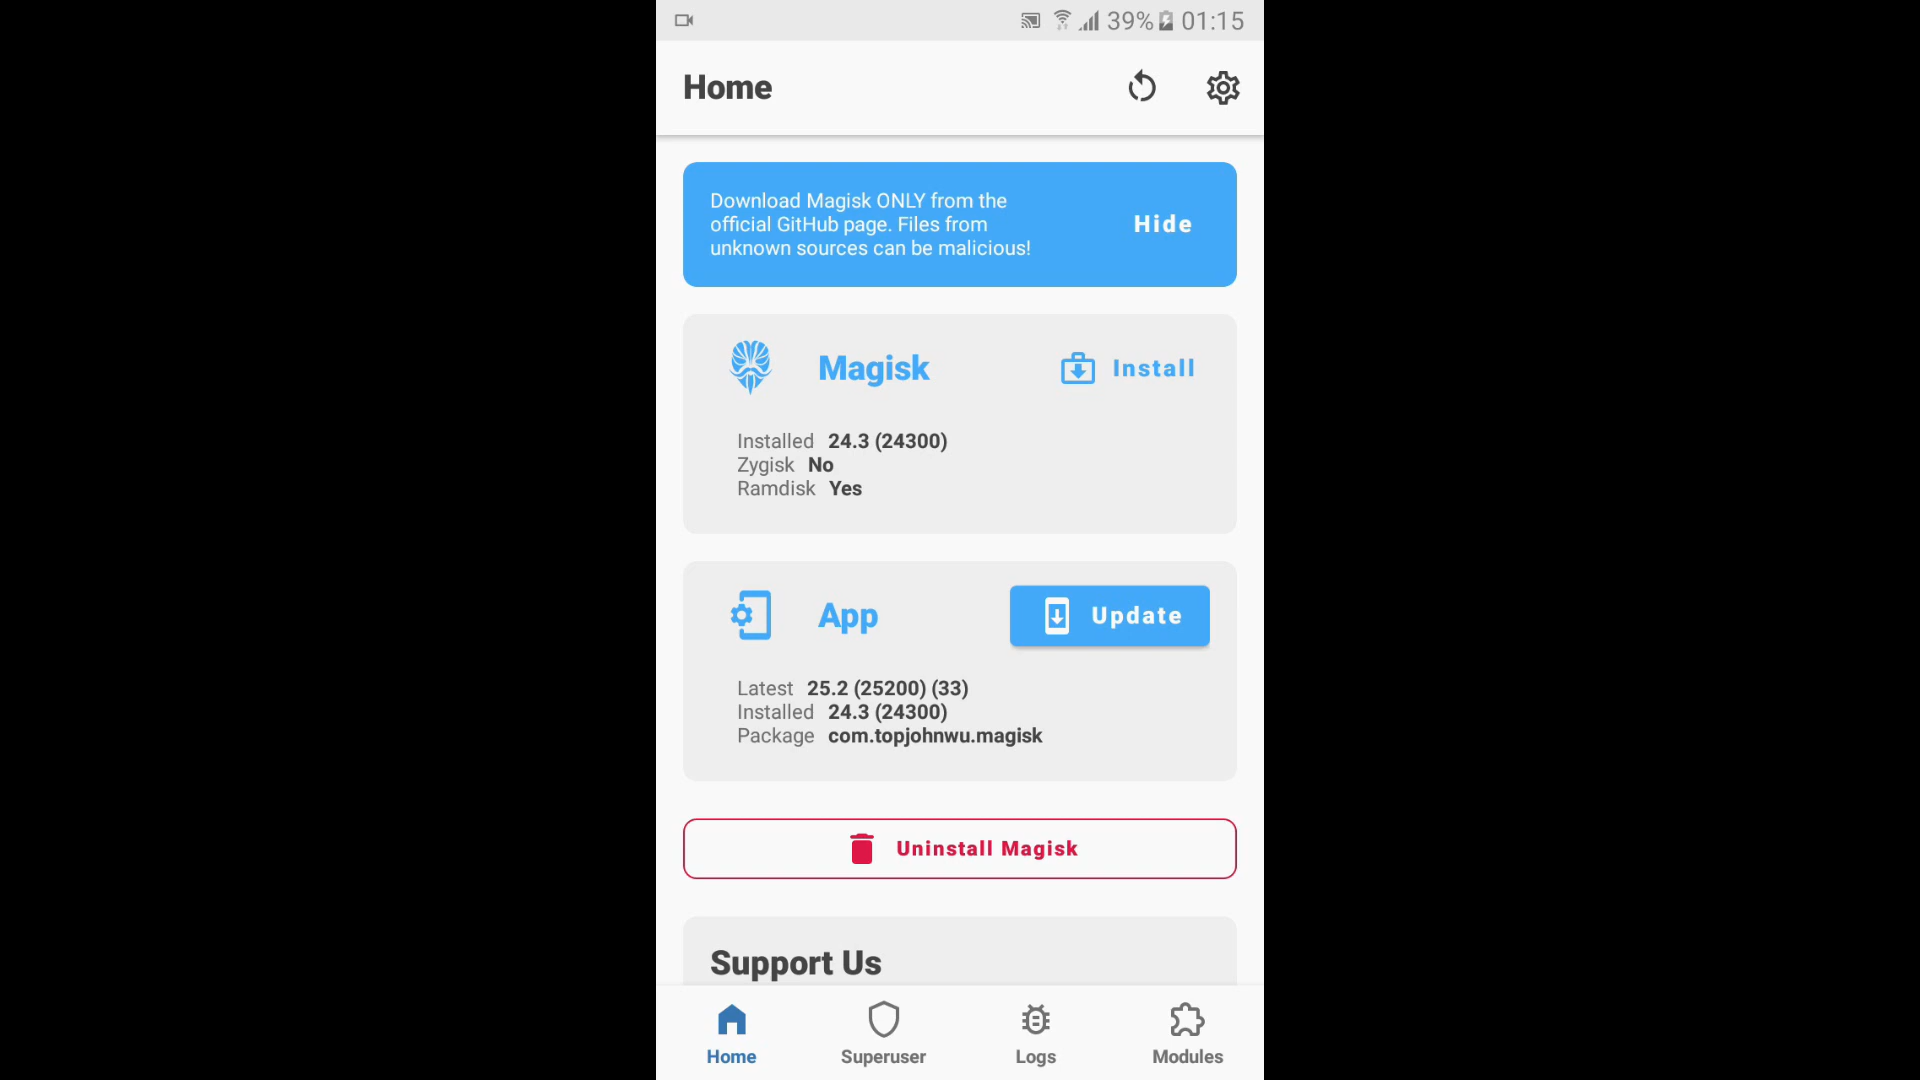 39% 01:15
Home
Download Magisk ONLY from the
official GitHub page. Files from
unknown sources can be malicious!
Hide
Magisk
Install
Installed 24.3 (24300)
Zygisk No
Ramdisk Yes
App
Update
Latest 25.2 (25200) (33)
Installed 24.3 (24300)
Package com.topjohnwu.magisk
Uninstall Magisk
Support Us
Home
Superuser
Logs
Modules